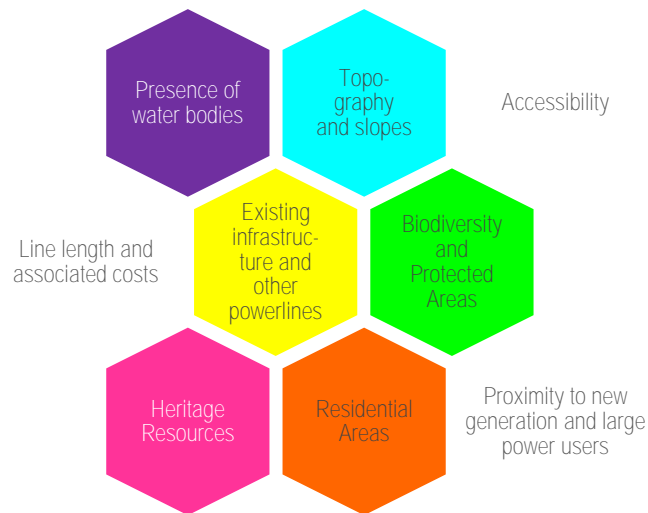 Presence of
water bodies
Topo-
graphy
and slopes
Accessibility
Line length and
associated costs
Existing
infrastruc-
ture and
other
powerlines
Biodiversity
and
Protected
Areas
Heritage
Resources
Residential
Areas
Proximity to new
generation and large
power users